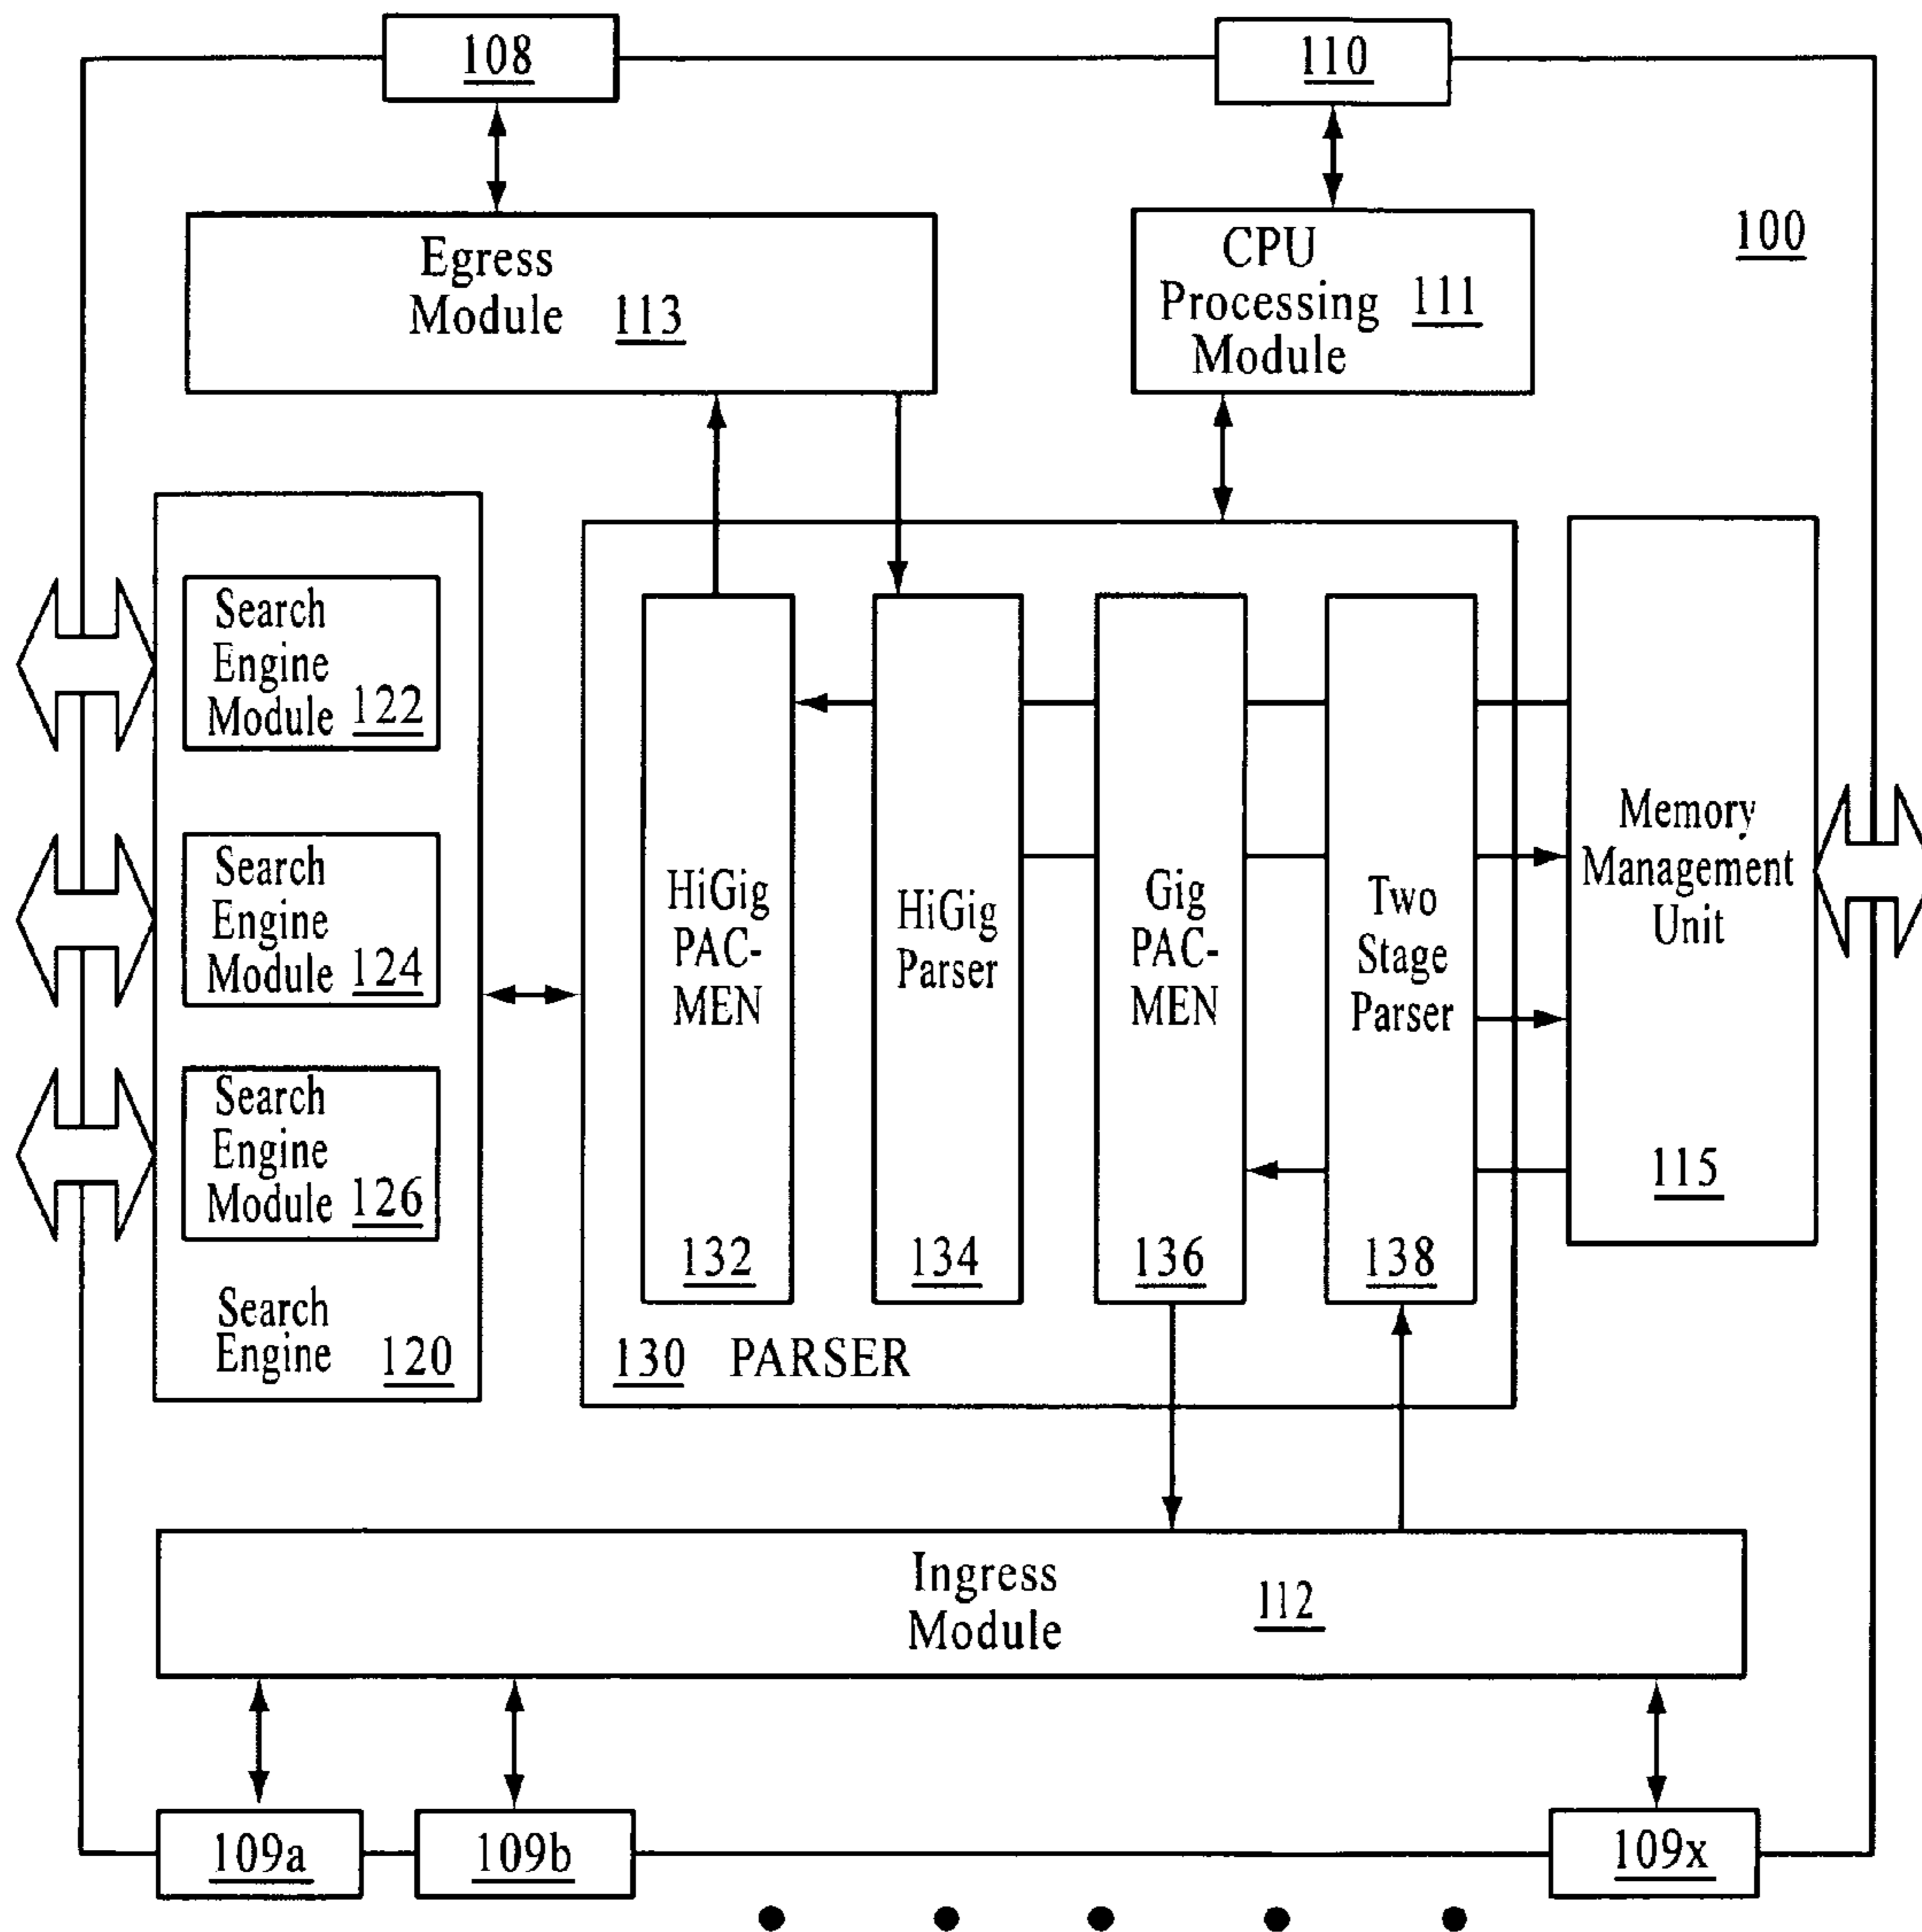 108
110
100
Egress
Module 113
CPU
Processing 111
Module
Search
Engine
Module 122
Search
Engine
Module 124
Search
Engine
Module 126
Search
Engine 120
HiGig
PAC-
MEN
132
HiGig
Parser
134
Gig
PAC-
MEN
136
Two
Stage
Parser
138
130 PARSER
Memory
Management
Unit
115
Ingress
Module 112
109a
109b
109x